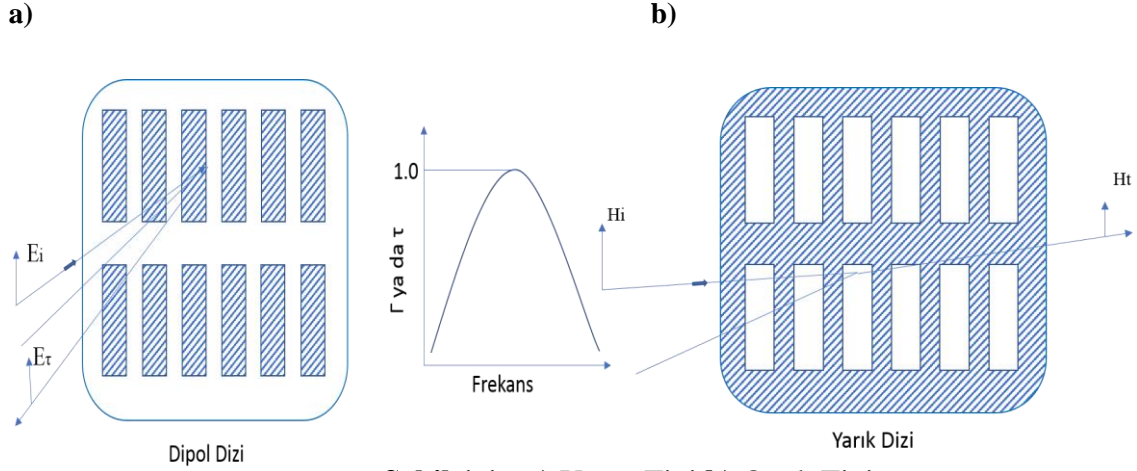 a)
b)
Ei
Eτ
Dipol Dizi
1.0
Γ ya da τ
Frekans
Hi
Ht
Yarık Dizi